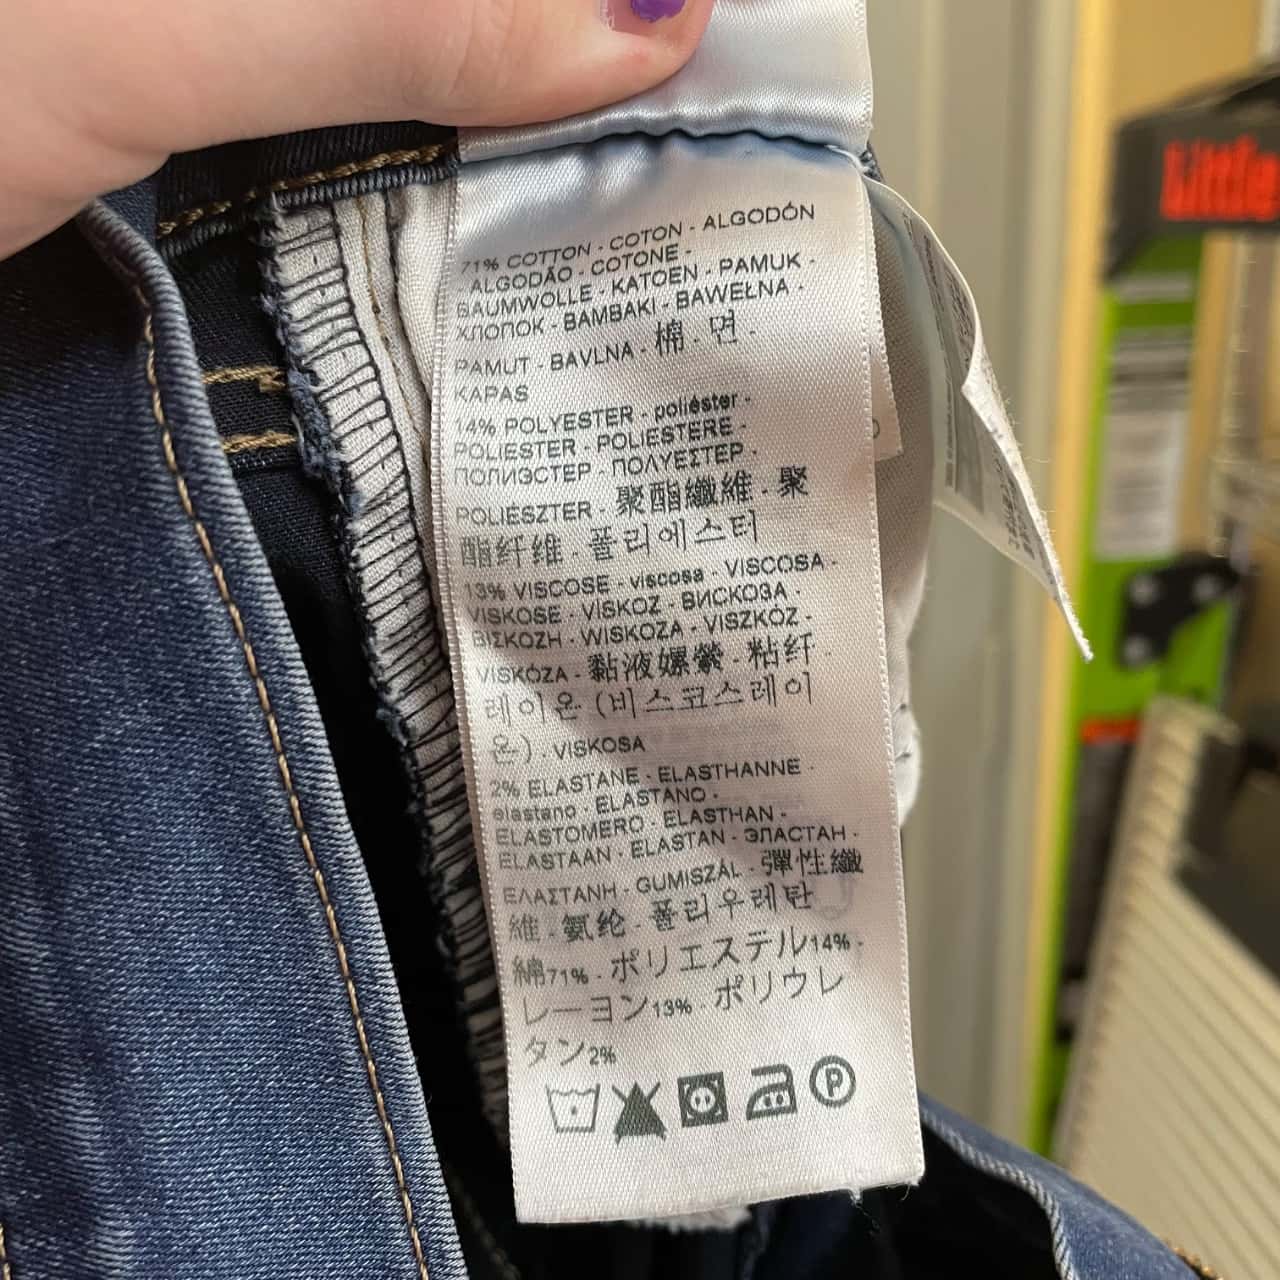 71% COTTON - COTON - ALGODÓN
ALGODÃO - COTONE -
BAUMWOLLE - KATOEN - PAMUK -
ХЛОПОК - BAMBAKI - BAWEŁNA -
PAMUT - BAVLNA - 棉 - 면 -
KAPAS
14% POLYESTER - poliéster -
POLIESTER - POLIESTERE -
ПОЛИЭСТЕР ΠΟΛΥΕΣΤΕΡ -
POLIÉSZTER - 聚酯纖維 - 聚
酯纤维 - 폴리에스터
13% VISCOSE - viscosa - VISCOSA -
VISKOSE - VİSKOZ - ВИСКОЗА -
ΒΙΣΚΟΖΗ - WISKOZA - VISZKÓZ -
VISKÓZA - 黏液嫘縈 - 粘纤 -
레이온 (비스코스레이
온) - VISKOSA
2% ELASTANE - ELASTHANNE -
elastano - ELASTANO -
ELASTOMERO - ELASTHAN -
ELASTAAN - ELASTAN - ЭЛАСТАН -
ΕΛΑΣΤΑΝΗ - GUMISZÁL - 彈性纖
維 - 氨纶 - 폴리우레탄
綿71% - ポリエステル14% -
レーヨン13% - ポリウレ
タン2%
P
Little